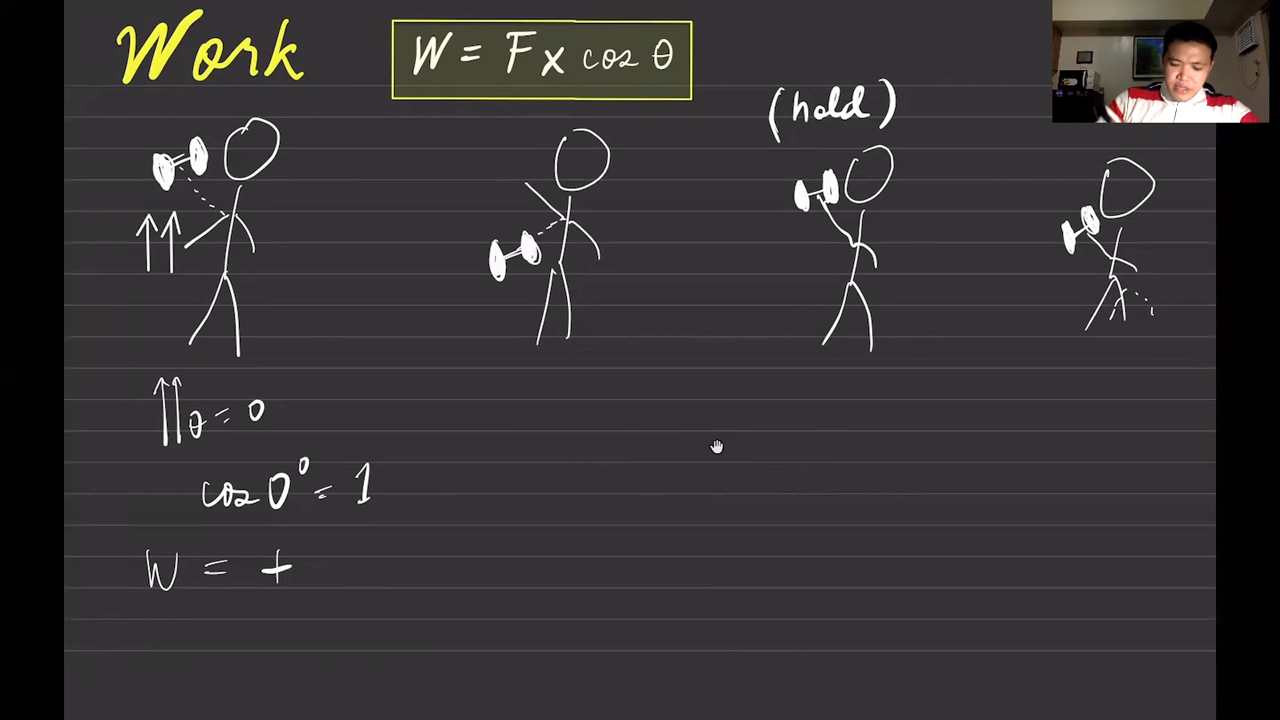 Work
W = Fx cos θ
(hold)
θ = 0
cos 0° = 1
W = +